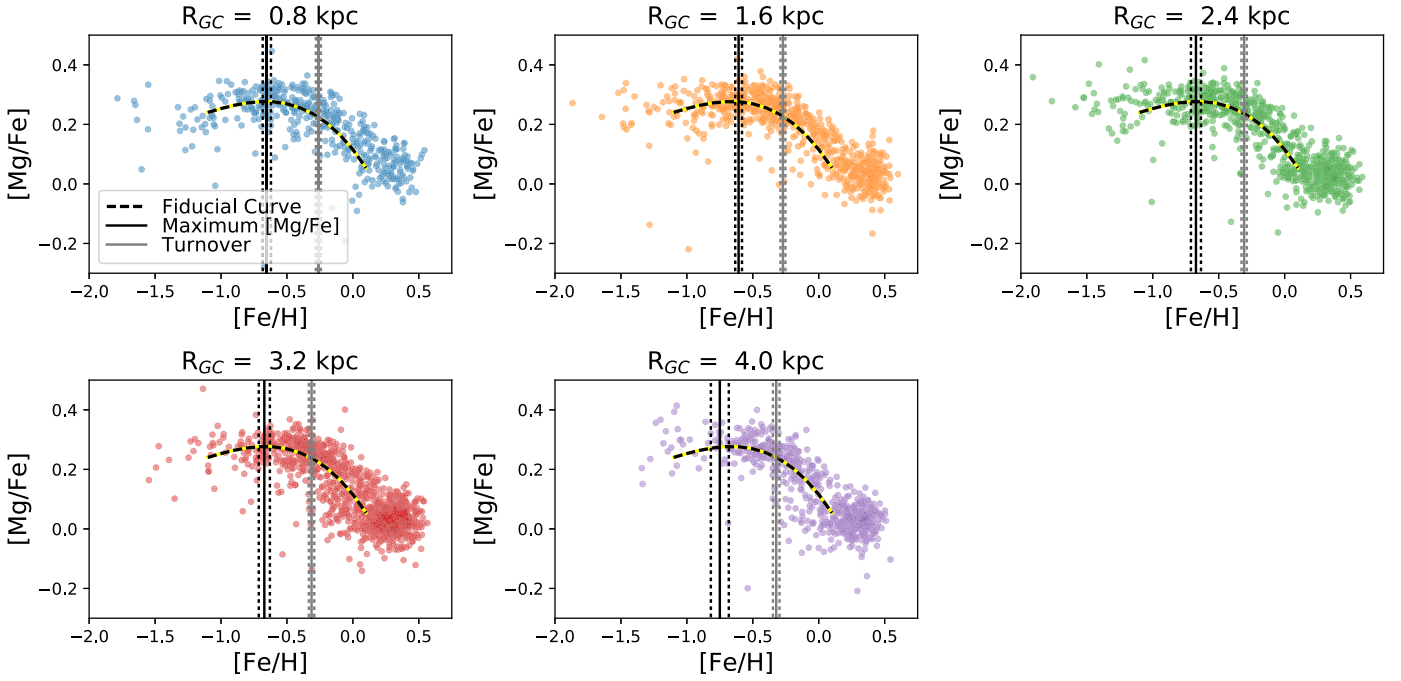 R_GC = 0.8 kpc
R_GC = 1.6 kpc
R_GC = 2.4 kpc
[Mg/Fe]
0.4
0.2
0.0
−0.2
Fiducial Curve
Maximum [Mg/Fe]
Turnover
−2.0 −1.5 −1.0 −0.5 0.0 0.5
[Fe/H]
[Mg/Fe]
0.4
0.2
0.0
−0.2
−2.0 −1.5 −1.0 −0.5 0.0 0.5
[Fe/H]
[Mg/Fe]
0.4
0.2
0.0
−0.2
−2.0 −1.5 −1.0 −0.5 0.0 0.5
[Fe/H]
R_GC = 3.2 kpc
R_GC = 4.0 kpc
[Mg/Fe]
0.4
0.2
0.0
−0.2
−2.0 −1.5 −1.0 −0.5 0.0 0.5
[Fe/H]
[Mg/Fe]
0.4
0.2
0.0
−0.2
−2.0 −1.5 −1.0 −0.5 0.0 0.5
[Fe/H]